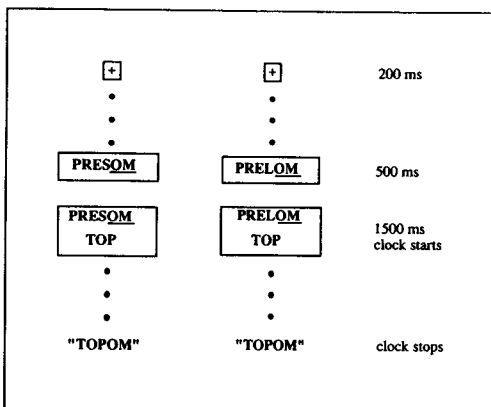 + + 200 ms
PRESOM PRELOM 500 ms
PRESOM PRELOM
TOP TOP 1500 ms
clock starts
"TOPOM" "TOPOM" clock stops